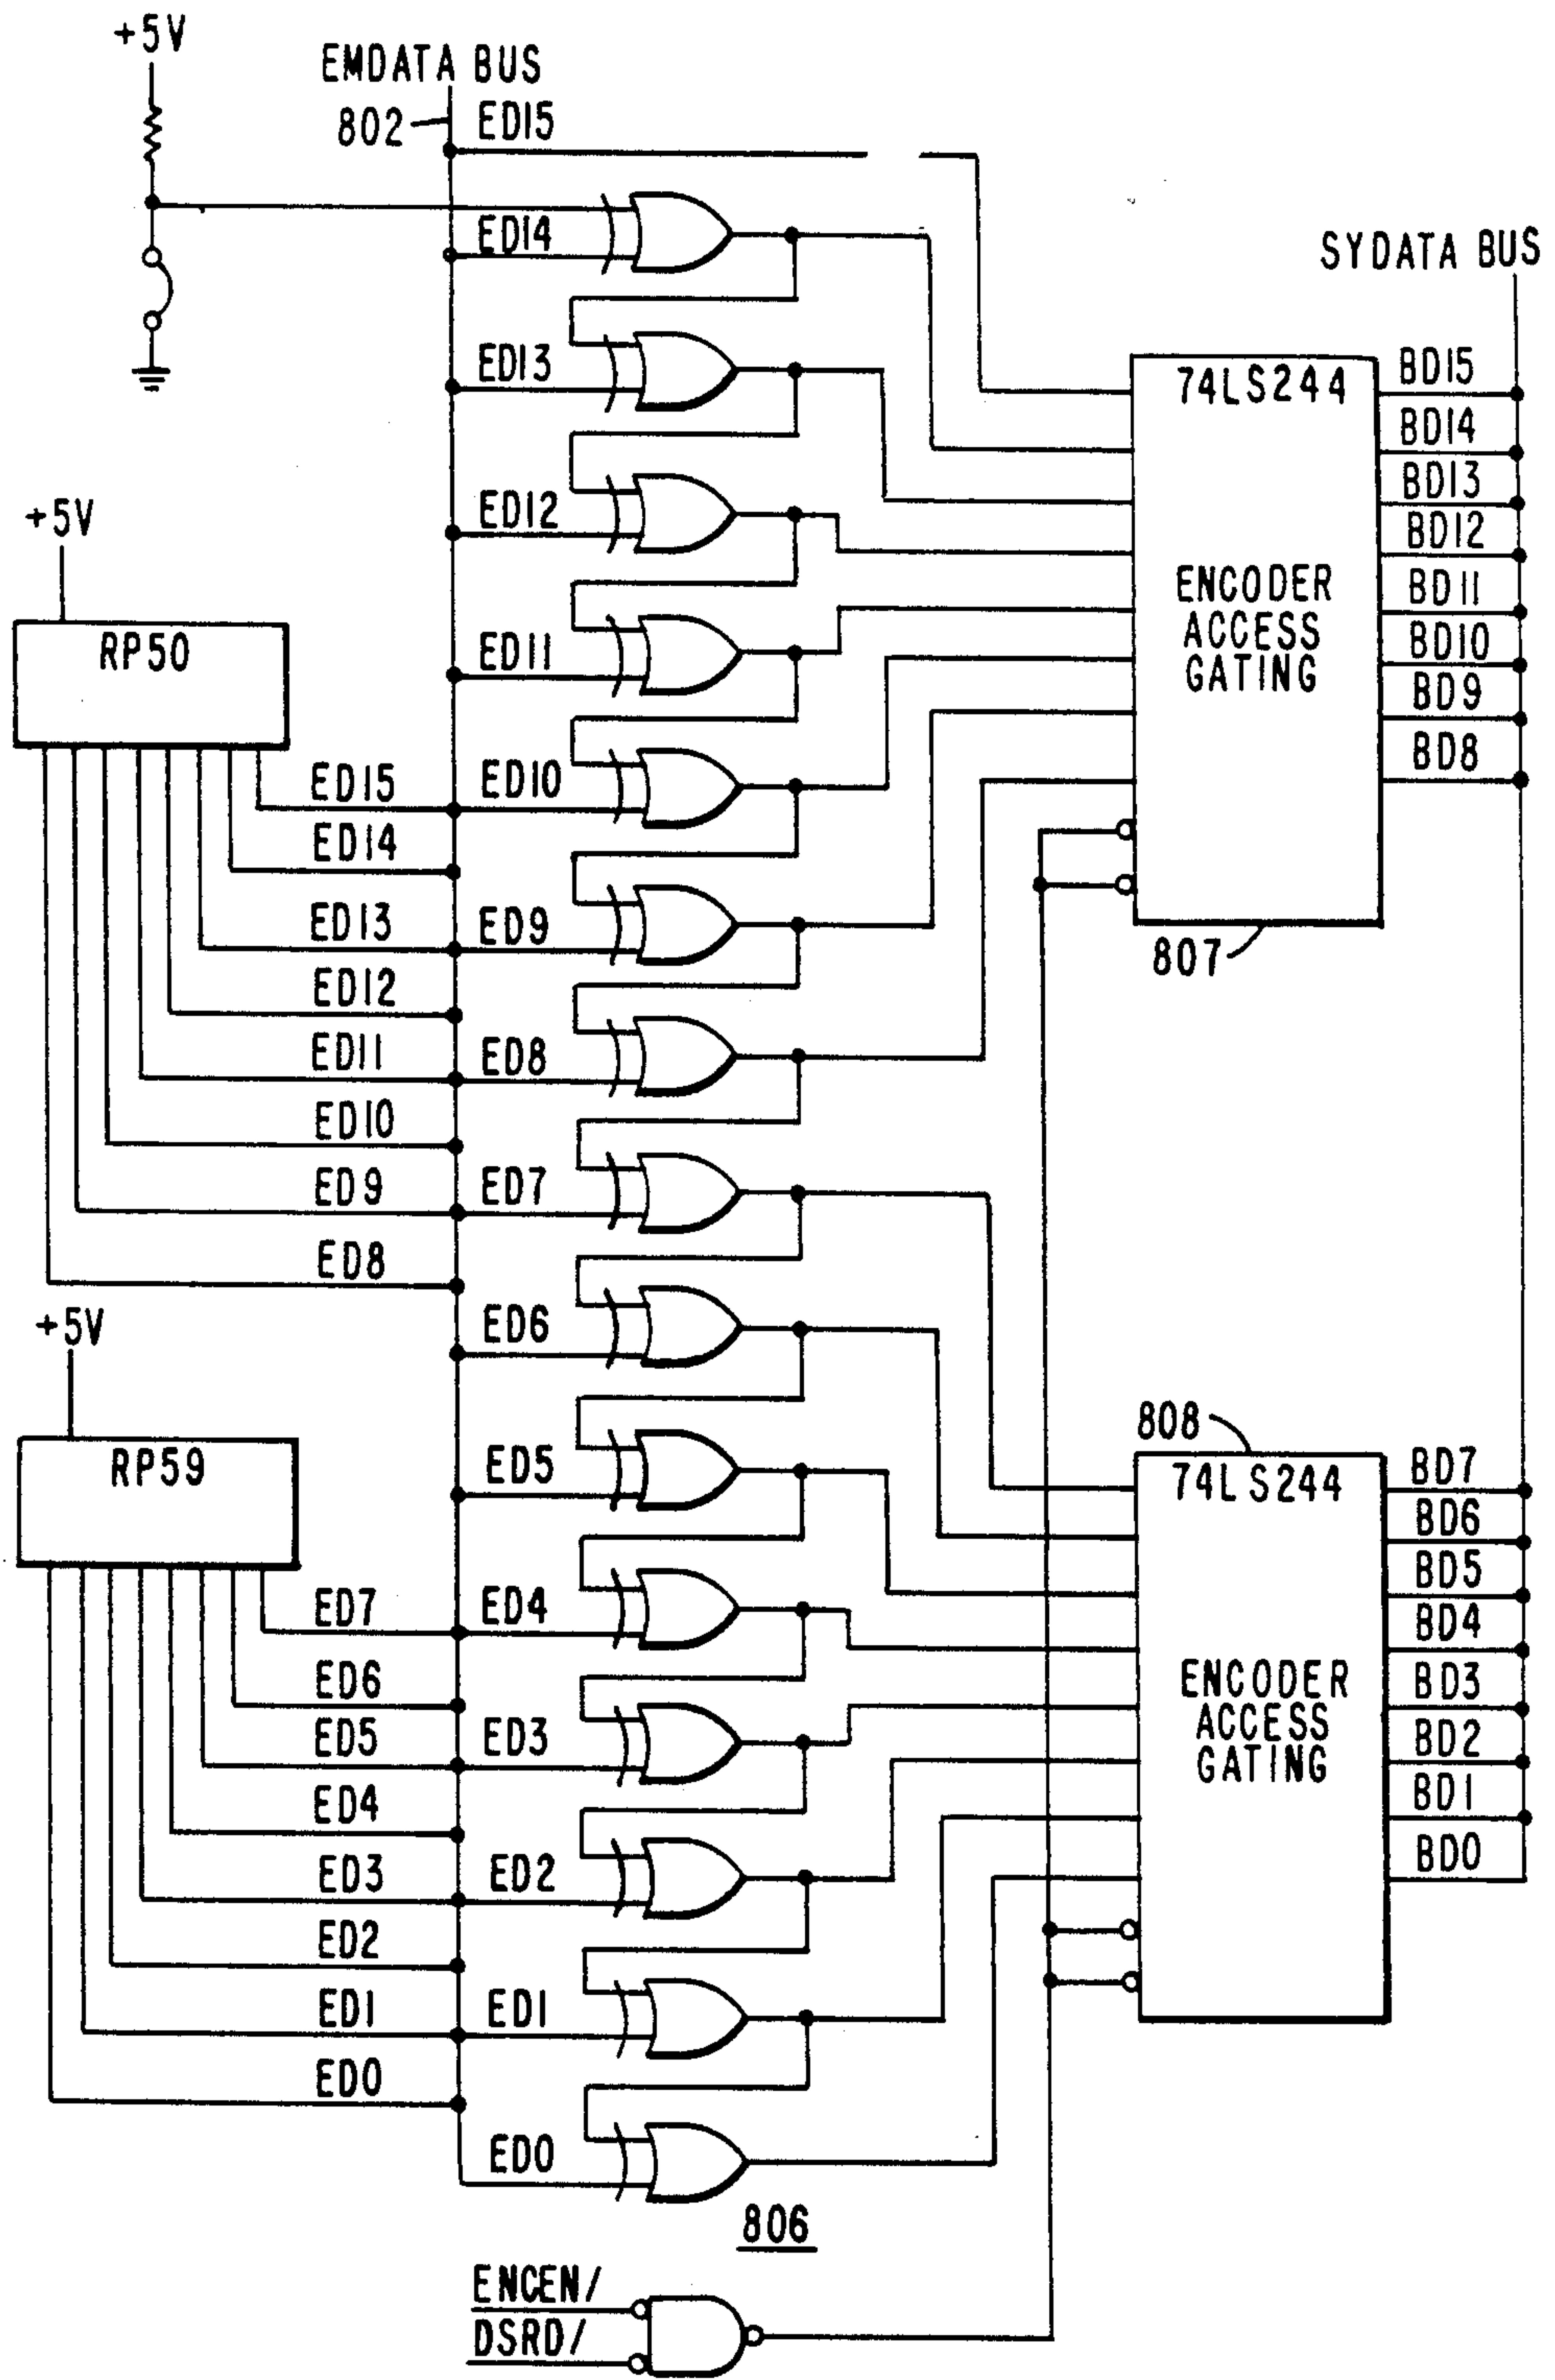 +5V
EMDATA BUS
802
ED15
ED14
SYDATA BUS
ED13
ED12
ED11
ED10
ED9
ED8
ED7
ED6
ED5
ED4
ED3
ED2
ED1
ED0
+5V
RP50
ED15
ED14
ED13
ED12
ED11
ED10
ED9
ED8
+5V
RP59
ED7
ED6
ED5
ED4
ED3
ED2
ED1
ED0
74LS244
ENCODER
ACCESS
GATING
807
BD15
BD14
BD13
BD12
BD11
BD10
BD9
BD8
808
74LS244
ENCODER
ACCESS
GATING
BD7
BD6
BD5
BD4
BD3
BD2
BD1
BD0
806
ENCEN/
DSRD/